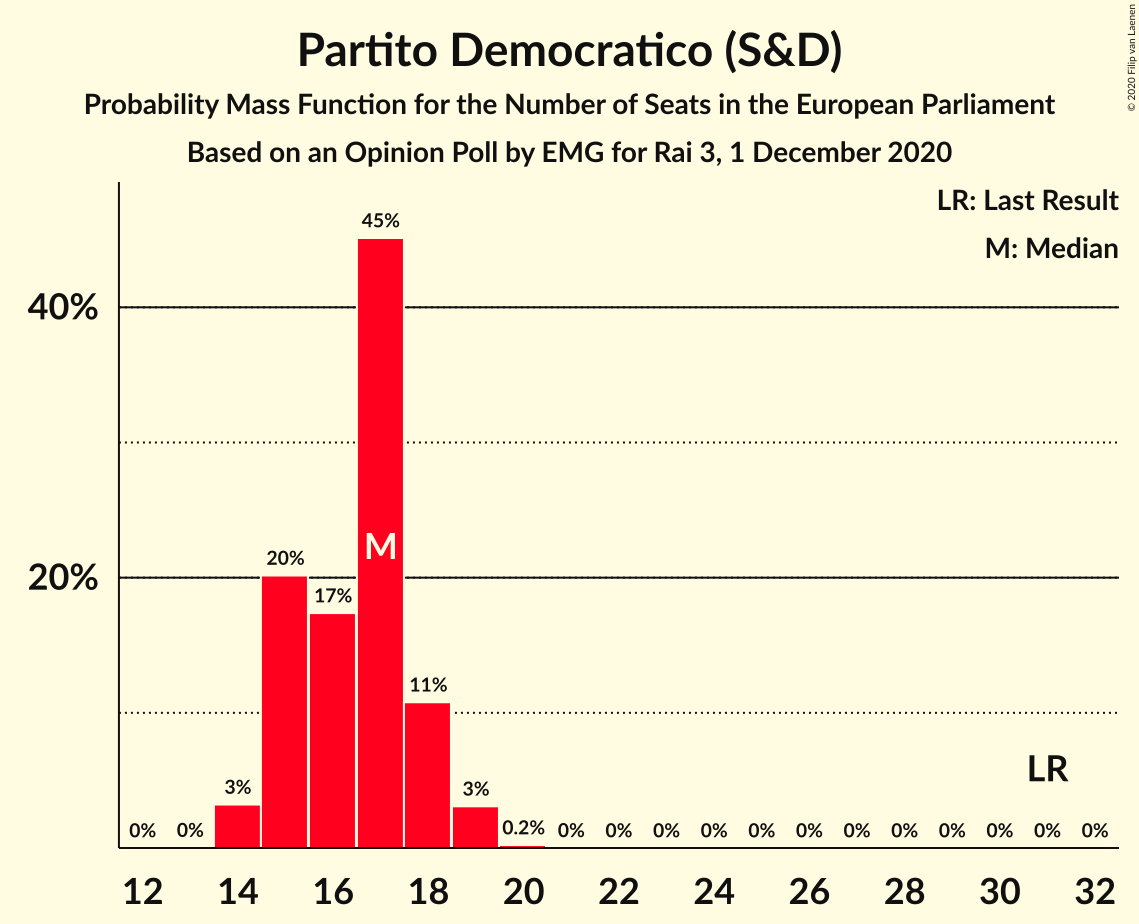 Partito Democratico (S&D)
Probability Mass Function for the Number of Seats in the European Parliament
Based on an Opinion Poll by EMG for Rai 3, 1 December 2020
© 2020 Filip van Laenen
LR: Last Result
M: Median
40%
20%
0% 0% 3% 20% 17% 45% 11% 3% 0.2% 0% 0% 0% 0% 0% 0% 0% 0% 0% 0% 0% 0%
M
LR
12 14 16 18 20 22 24 26 28 30 32